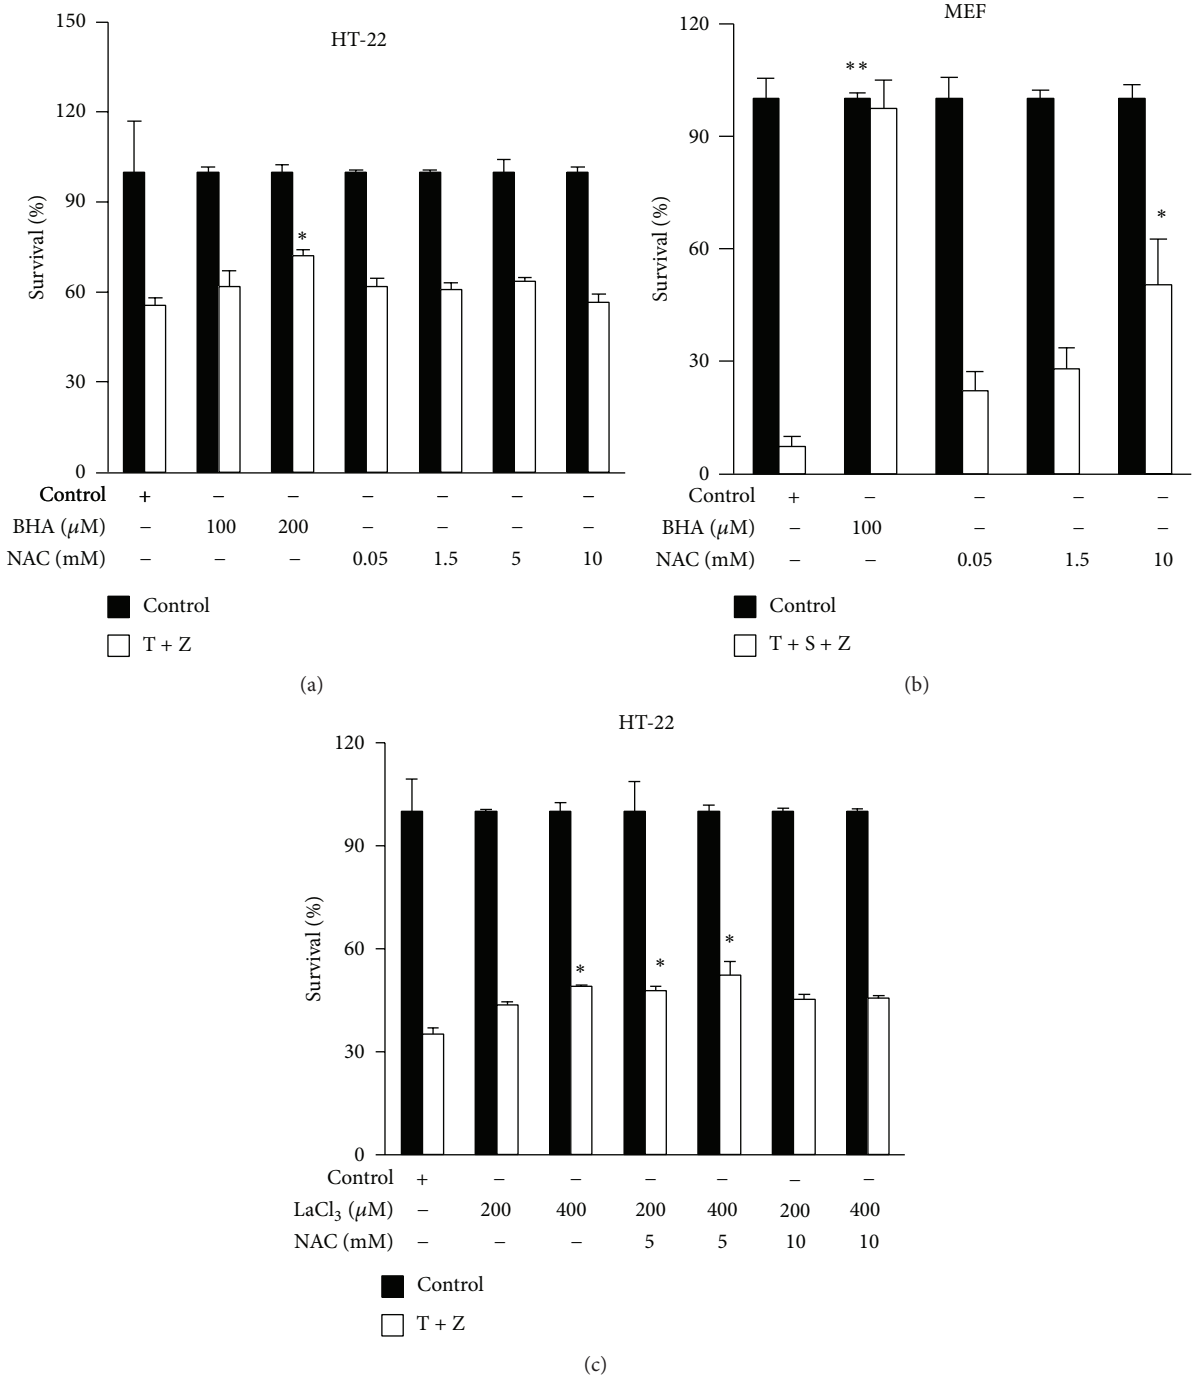 HT-22
150
120
90
60
30
0
Survival (%)
*
Control + − − − − − −
BHA (μM) − 100 200 − − − −
NAC (mM) − − − 0.05 1.5 5 10
Control
T + Z
(a)
MEF
120
90
60
30
0
Survival (%)
**
*
Control + − − − −
BHA (μM) − 100 − − −
NAC (mM) − − 0.05 1.5 10
Control
T + S + Z
(b)
HT-22
120
90
60
30
0
Survival (%)
* * *
Control + − − − − − −
LaCl₃ (μM) − 200 400 200 400 200 400
NAC (mM) − − − 5 5 10 10
Control
T + Z
(c)